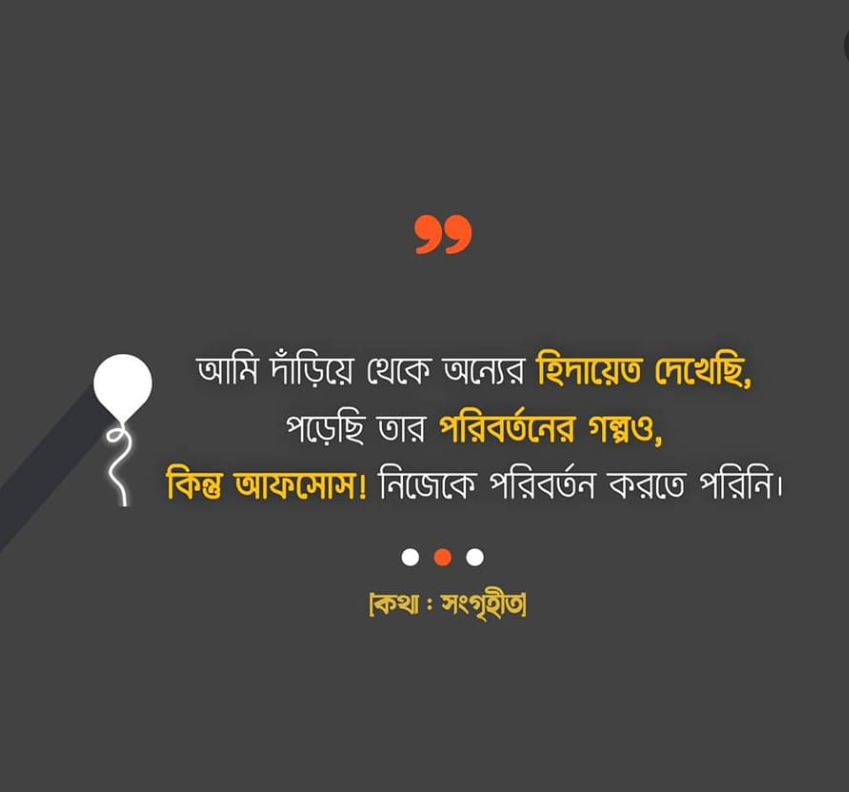 ”
আমি দাঁড়িয়ে থেকে অন্যের হিদায়েত দেখেছি,
পড়েছি তার পরিবর্তনের গল্পও,
কিন্তু আফসোস! নিজেকে পরিবর্তন করতে পরিনি।
[কথা : সংগৃহীত]